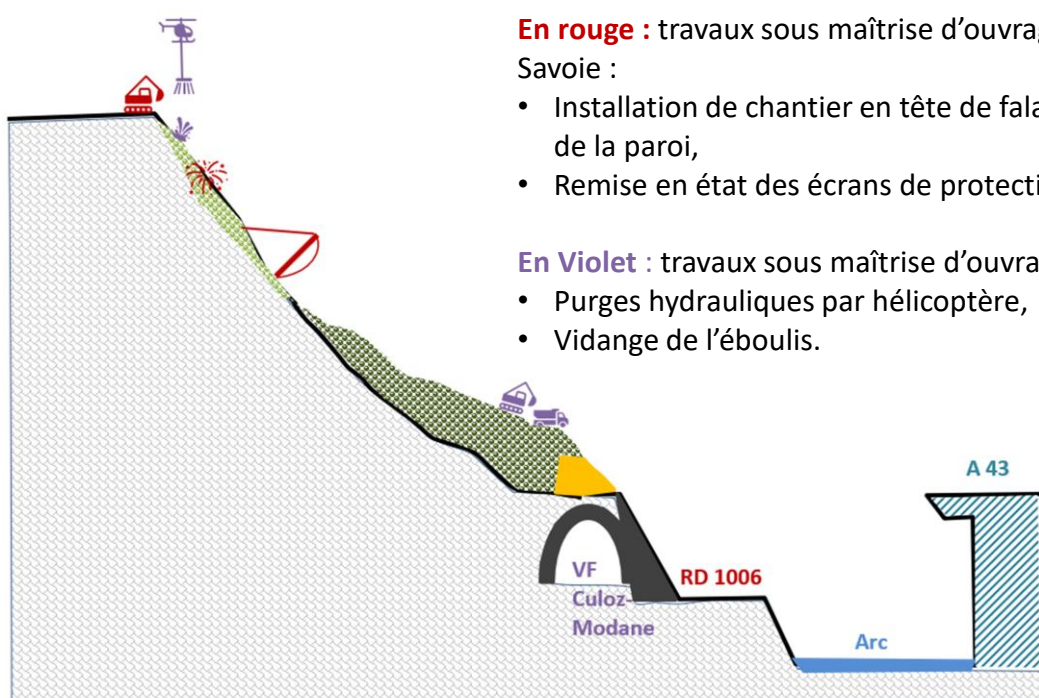 En rouge : travaux sous maîtrise d’ouvrag
Savoie :
• Installation de chantier en tête de fala
de la paroi,
• Remise en état des écrans de protecti
En Violet : travaux sous maîtrise d’ouvra
• Purges hydrauliques par hélicoptère,
• Vidange de l’éboulis.
A 43
VF
Culoz-
Modane
RD 1006
Arc